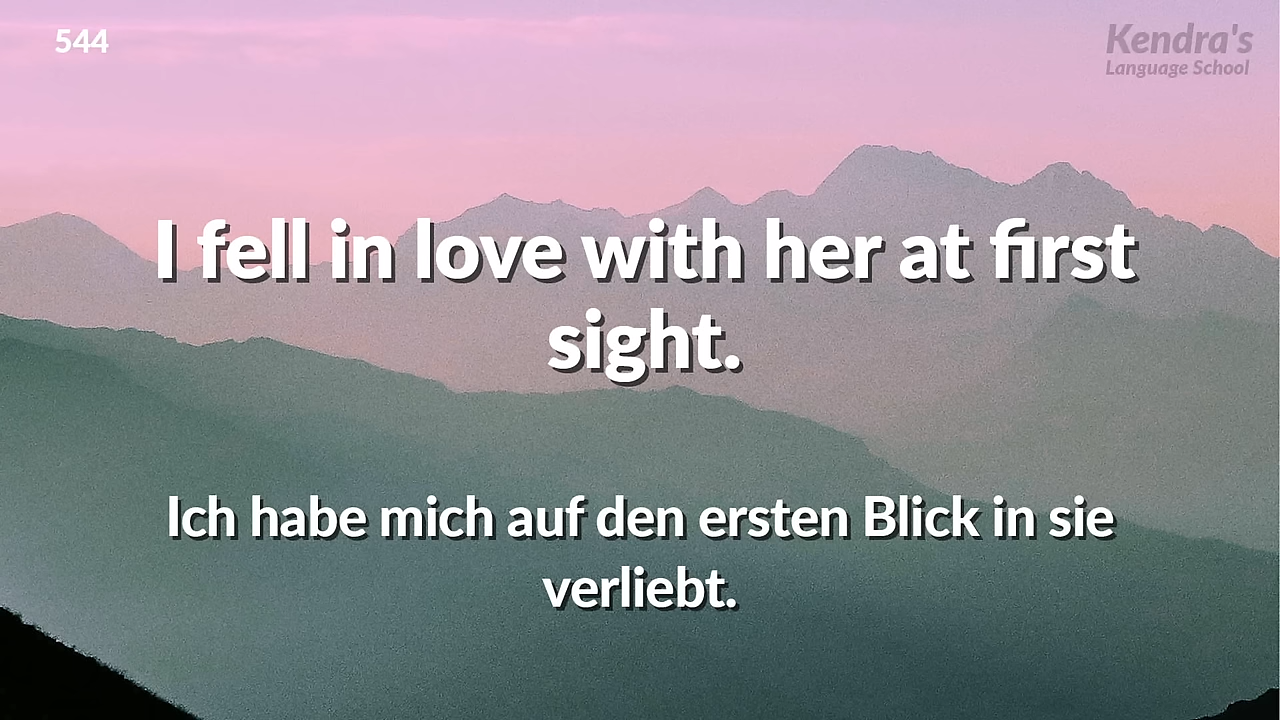 544
Kendra's
Language School
I fell in love with her at first
sight.
Ich habe mich auf den ersten Blick in sie
verliebt.